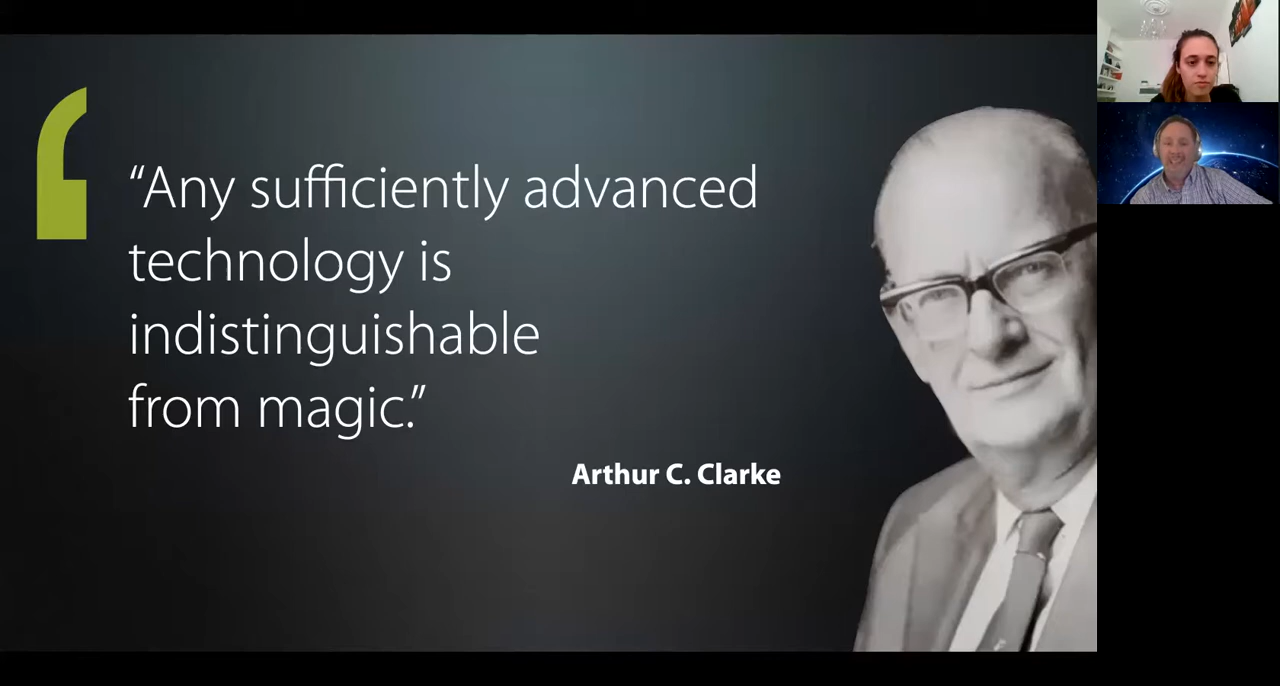 “Any sufficiently advanced
technology is
indistinguishable
from magic.”
Arthur C. Clarke